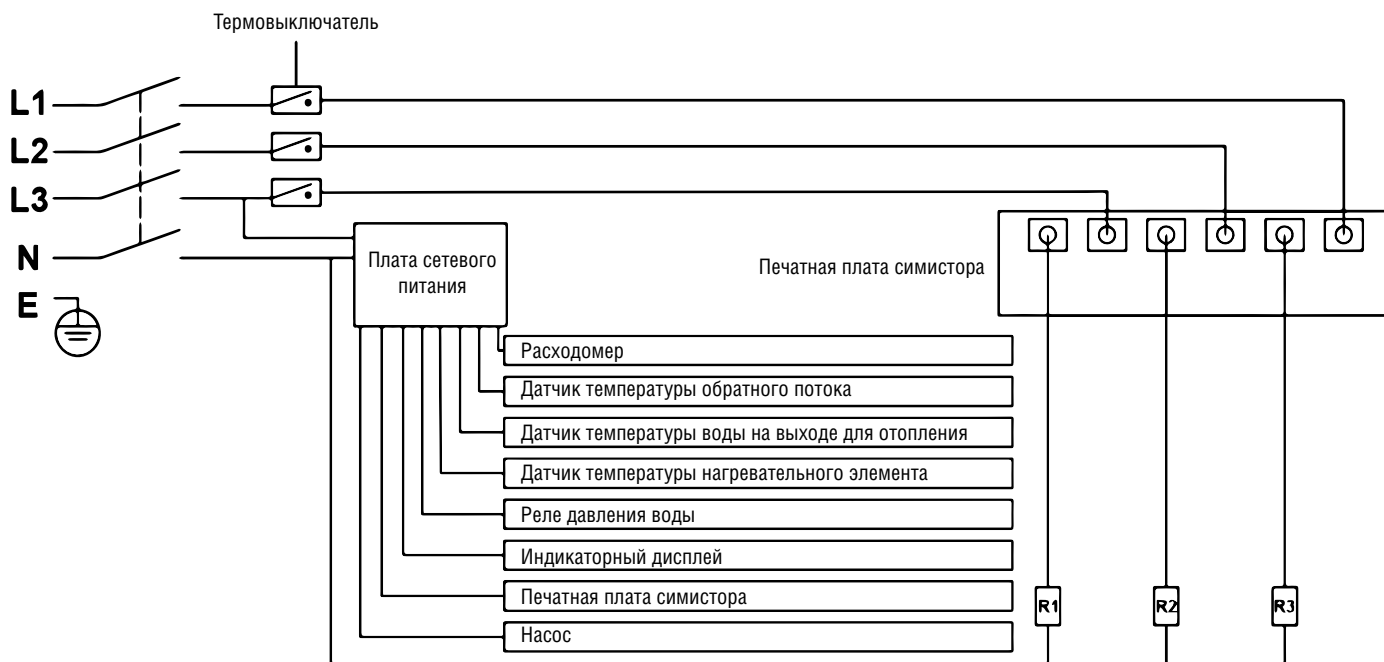 Термовыключатель
L1
L2
L3
N
E
Плата сетевого
питания
Печатная плата симистора
Расходомер
Датчик температуры обратного потока
Датчик температуры воды на выходе для отопления
Датчик температуры нагревательного элемента
Реле давления воды
Индикаторный дисплей
Печатная плата симистора
Насос
R1
R2
R3